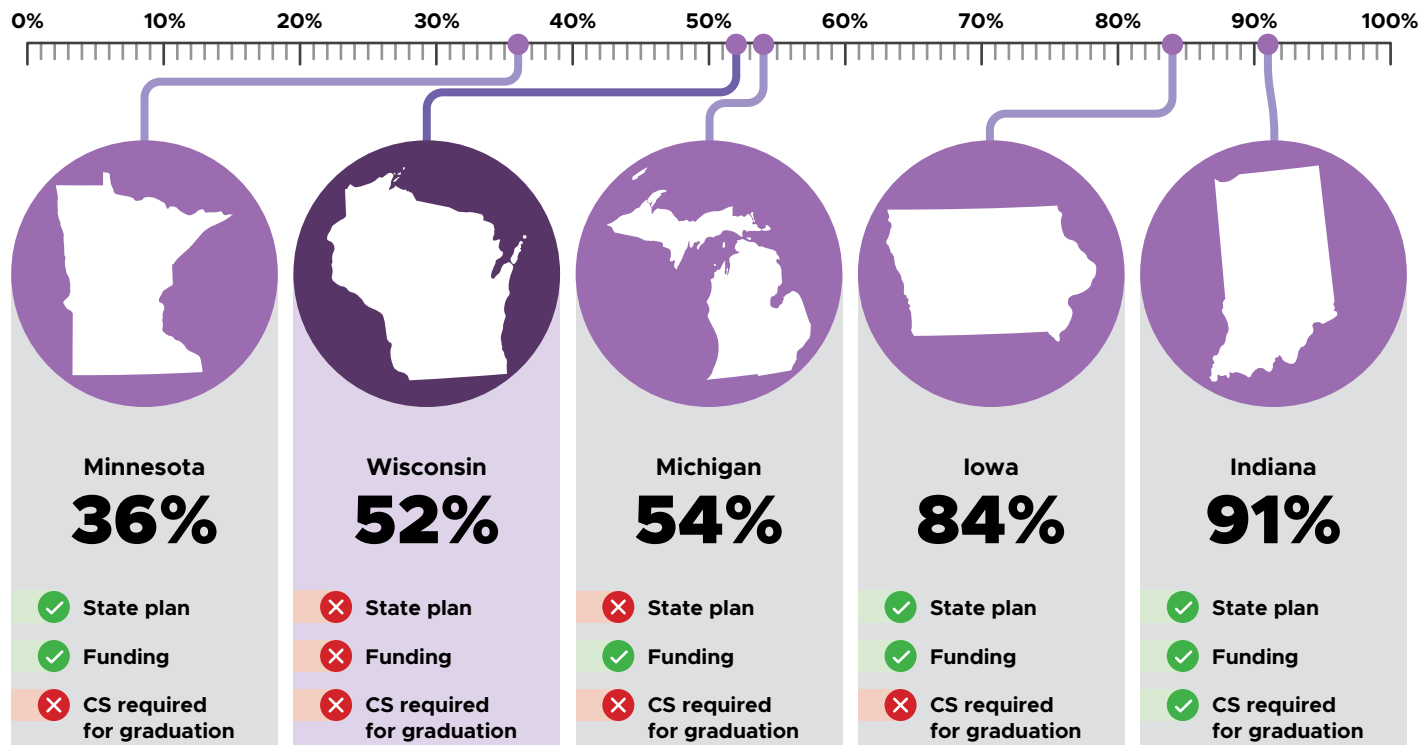 0% 10% 20% 30% 40% 50% 60% 70% 80% 90% 100%
Minnesota
36%
State plan
Funding
CS required
for graduation
Wisconsin
52%
State plan
Funding
CS required
for graduation
Michigan
54%
State plan
Funding
CS required
for graduation
Iowa
84%
State plan
Funding
CS required
for graduation
Indiana
91%
State plan
Funding
CS required
for graduation